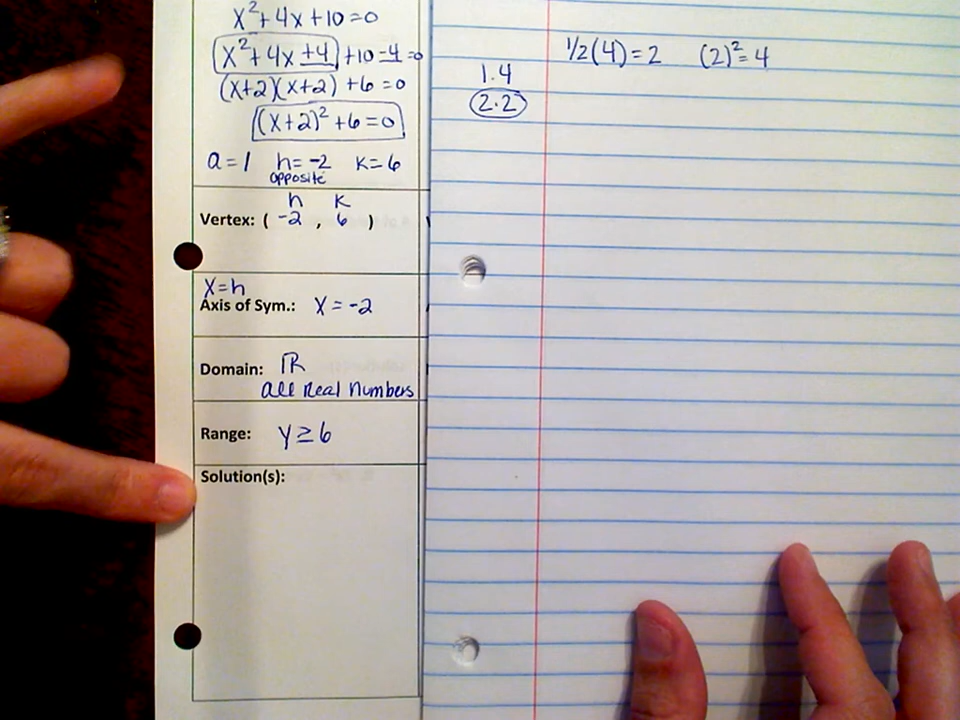 x²+4x+10=0
x²+4x+4 +10-4=0
(x+2)(x+2) +6=0
(x+2)² +6=0
a=1 h=-2 k=6
opposite
h k
Vertex: ( -2 , 6 )
x=h
Axis of Sym.: x=-2
Domain: ℝ
all real numbers
Range: y≥6
Solution(s):
1/2(4)=2 (2)²=4
1·4
2·2